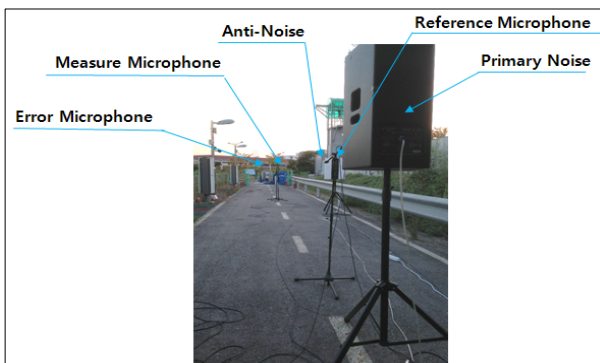 Reference Microphone
Anti-Noise
Measure Microphone
Primary Noise
Error Microphone